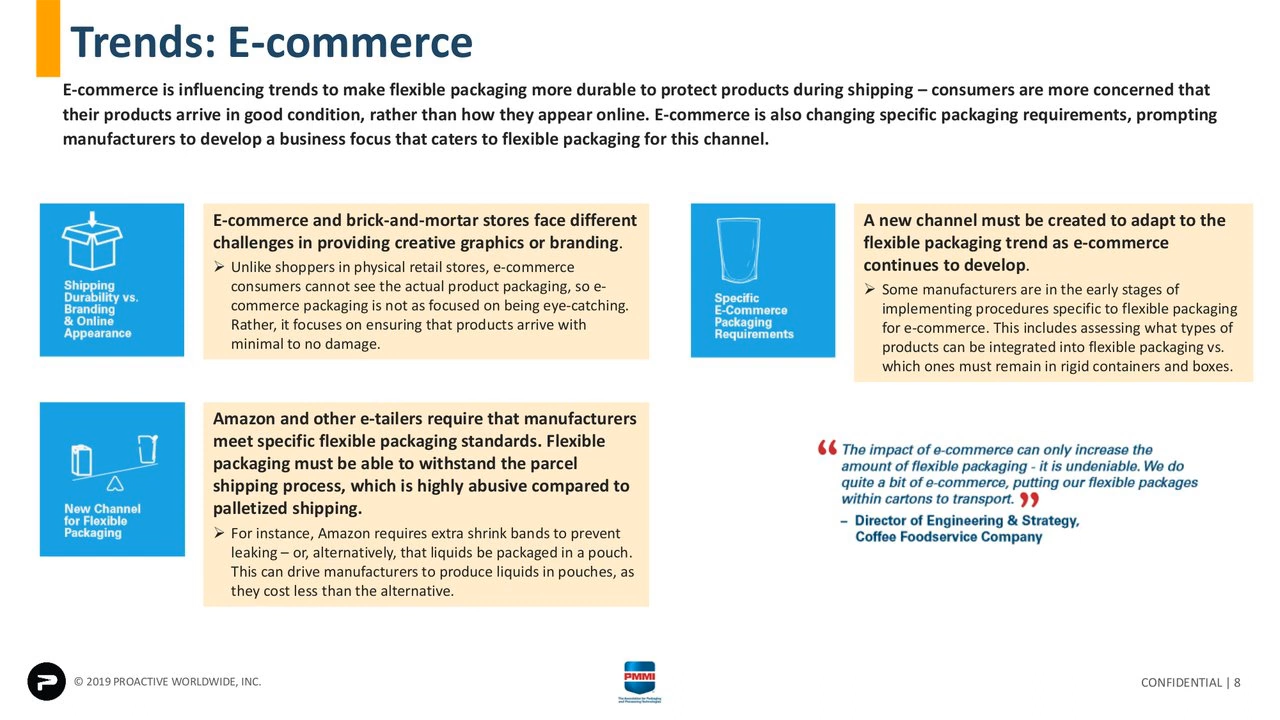 Trends: E-commerce
E-commerce is influencing trends to make flexible packaging more durable to protect products during shipping – consumers are more concerned that
their products arrive in good condition, rather than how they appear online. E-commerce is also changing specific packaging requirements, prompting
manufacturers to develop a business focus that caters to flexible packaging for this channel.
Shipping
Durability vs.
Branding
& Online
Appearance
E-commerce and brick-and-mortar stores face different
challenges in providing creative graphics or branding.
➢ Unlike shoppers in physical retail stores, e-commerce
consumers cannot see the actual product packaging, so e-
commerce packaging is not as focused on being eye-catching.
Rather, it focuses on ensuring that products arrive with
minimal to no damage.
Specific
E-Commerce
Packaging
Requirements
A new channel must be created to adapt to the
flexible packaging trend as e-commerce
continues to develop.
➢ Some manufacturers are in the early stages of
implementing procedures specific to flexible packaging
for e-commerce. This includes assessing what types of
products can be integrated into flexible packaging vs.
which ones must remain in rigid containers and boxes.
New Channel
for Flexible
Packaging
Amazon and other e-tailers require that manufacturers
meet specific flexible packaging standards. Flexible
packaging must be able to withstand the parcel
shipping process, which is highly abusive compared to
palletized shipping.
➢ For instance, Amazon requires extra shrink bands to prevent
leaking – or, alternatively, that liquids be packaged in a pouch.
This can drive manufacturers to produce liquids in pouches, as
they cost less than the alternative.
“The impact of e-commerce can only increase the
amount of flexible packaging - it is undeniable. We do
quite a bit of e-commerce, putting our flexible packages
within cartons to transport.”
– Director of Engineering & Strategy,
Coffee Foodservice Company
© 2019 PROACTIVE WORLDWIDE, INC.
PMMI
The Association for Packaging
and Processing Technologies
CONFIDENTIAL | 8